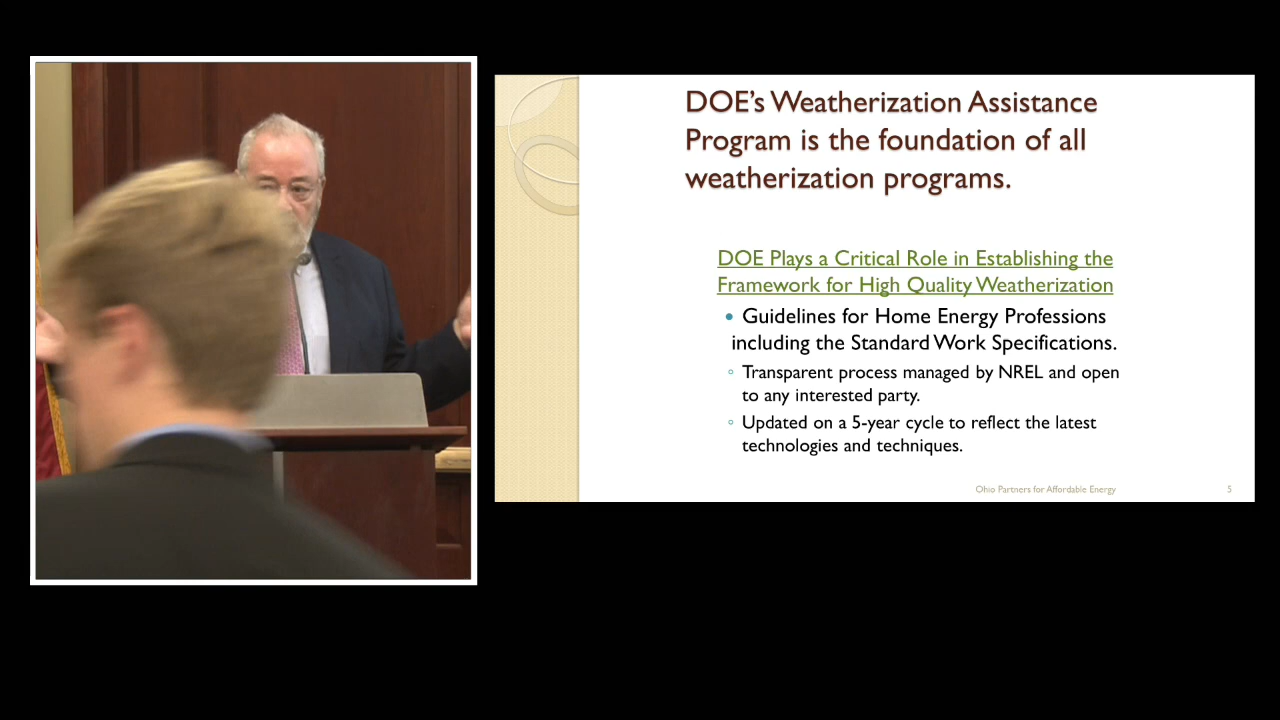 DOE's Weatherization Assistance
Program is the foundation of all
weatherization programs.
DOE Plays a Critical Role in Establishing the
Framework for High Quality Weatherization
• Guidelines for Home Energy Professions
including the Standard Work Specifications.
◦ Transparent process managed by NREL and open
to any interested party.
◦ Updated on a 5-year cycle to reflect the latest
technologies and techniques.
Ohio Partners for Affordable Energy 5